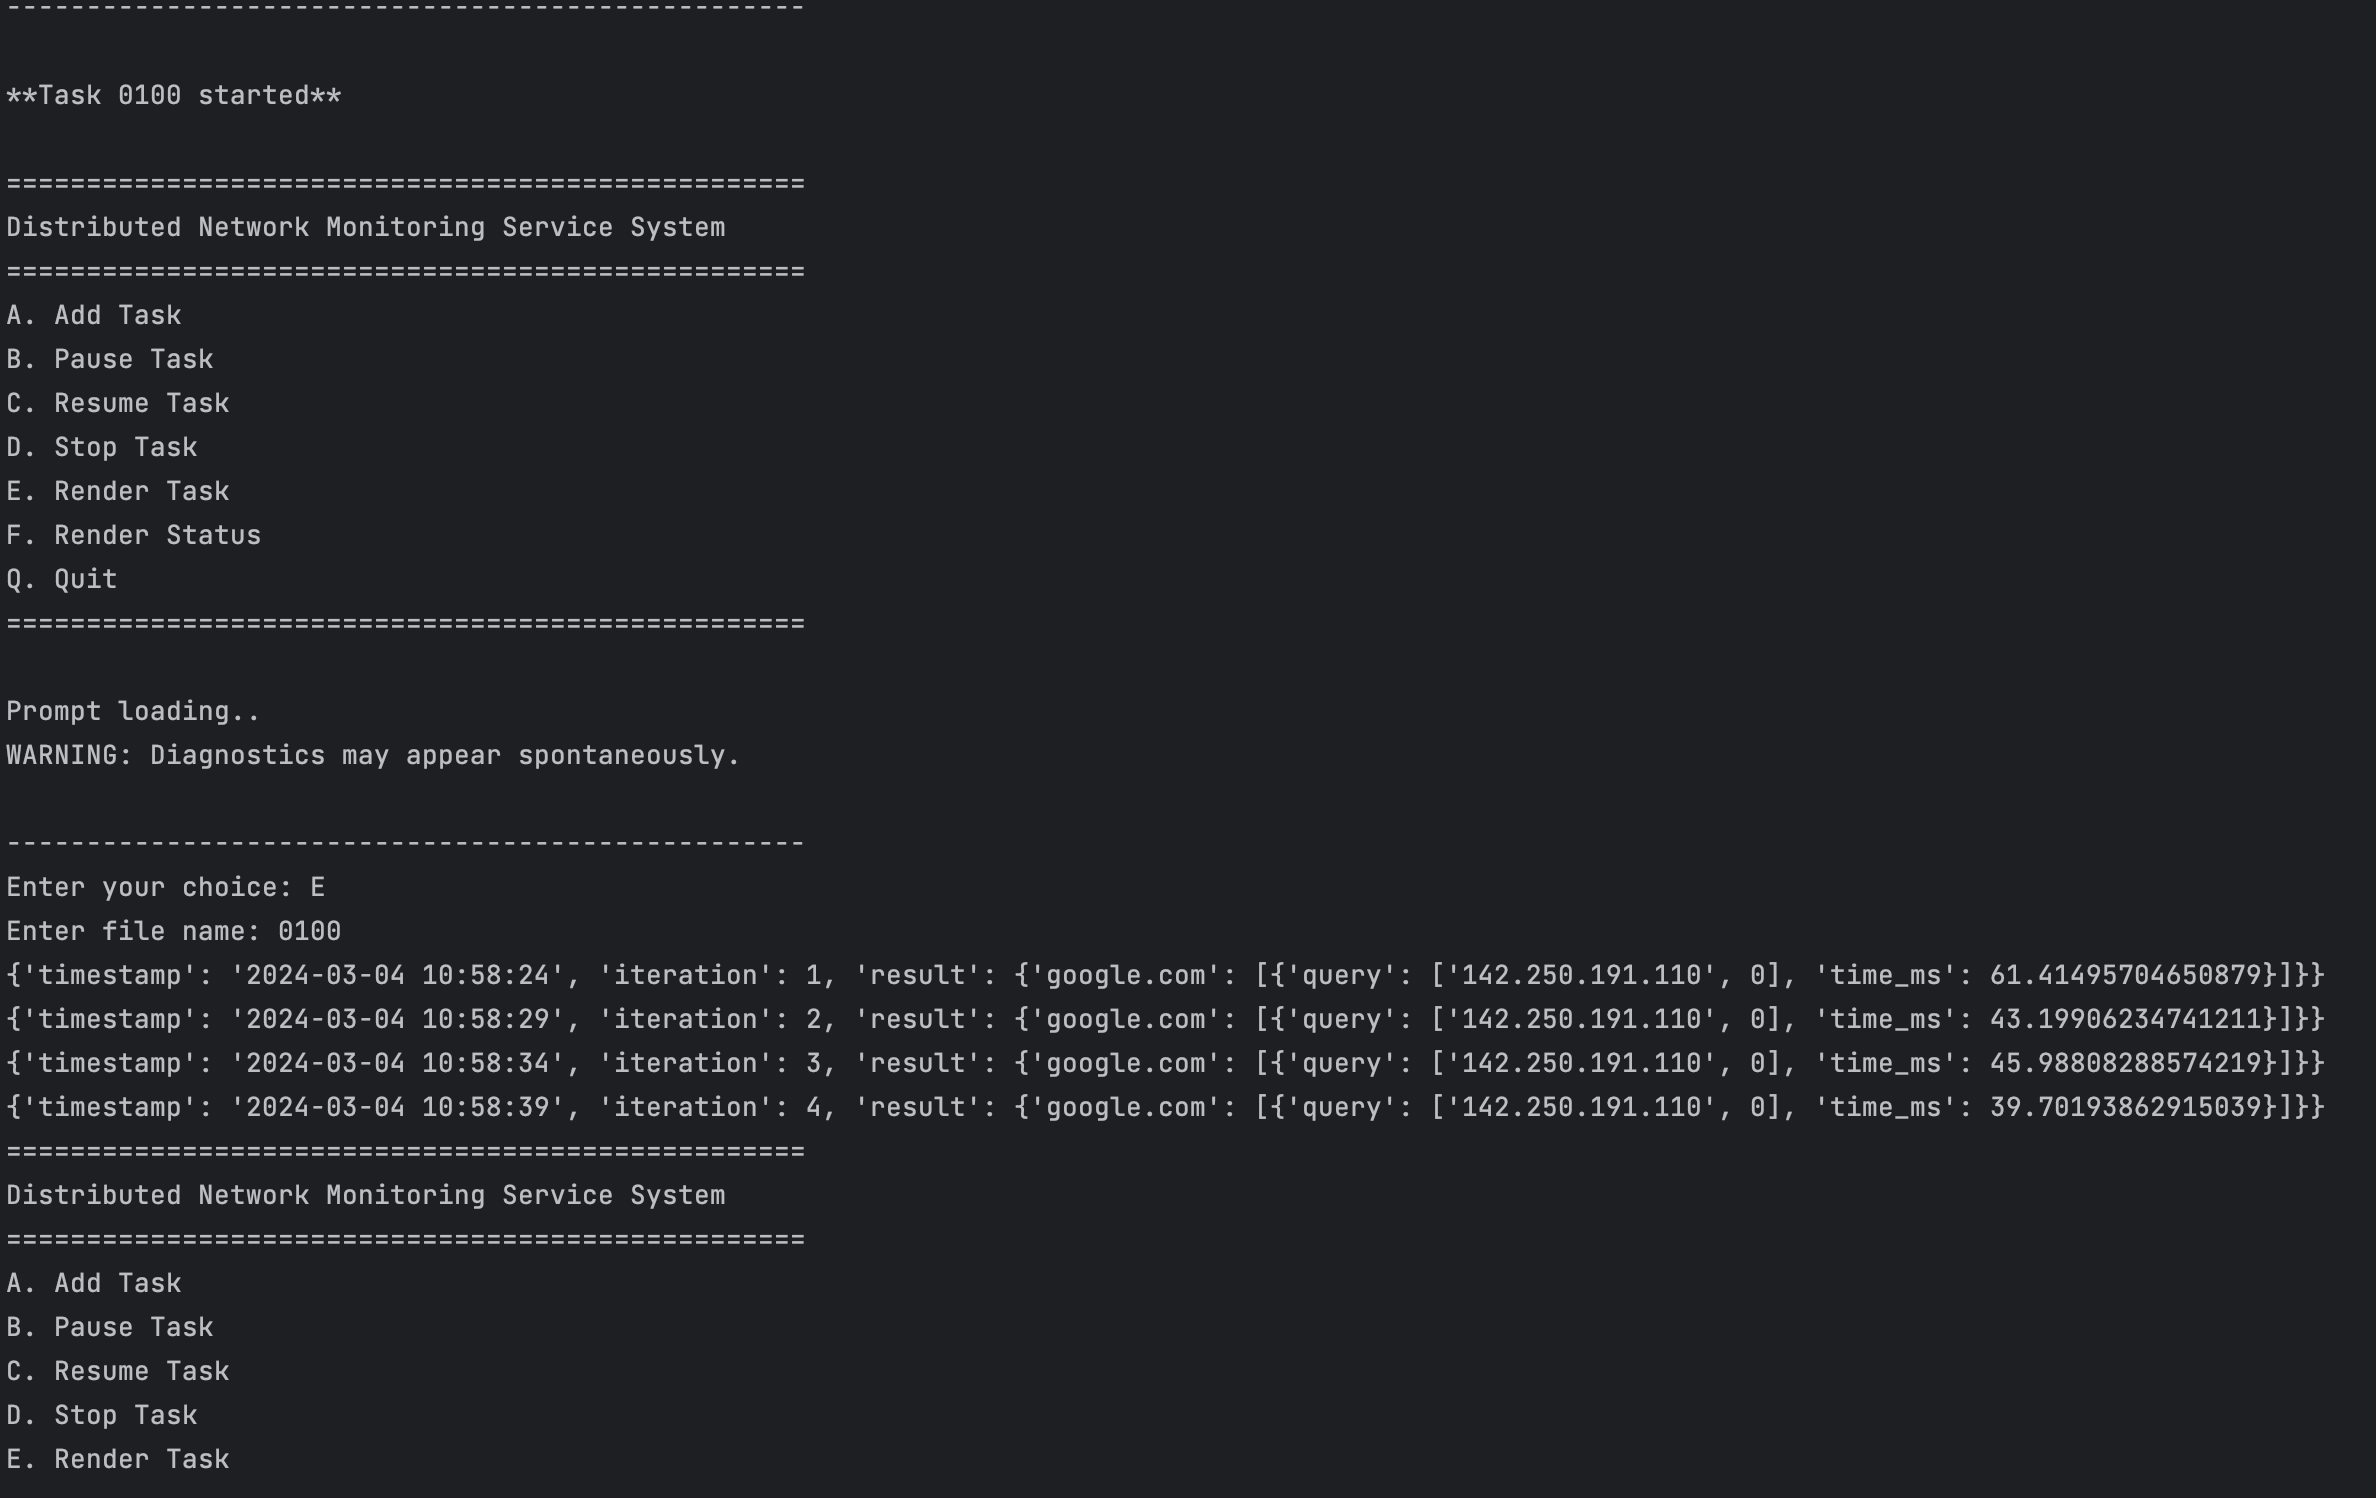 --------------------------------------------------
**Task 0100 started**
==================================================
Distributed Network Monitoring Service System
==================================================
A. Add Task
B. Pause Task
C. Resume Task
D. Stop Task
E. Render Task
F. Render Status
Q. Quit
==================================================
Prompt loading..
WARNING: Diagnostics may appear spontaneously.
--------------------------------------------------
Enter your choice: E
Enter file name: 0100
{'timestamp': '2024-03-04 10:58:24', 'iteration': 1, 'result': {'google.com': [{'query': ['142.250.191.110', 0], 'time_ms': 61.41495704650879}]}}
{'timestamp': '2024-03-04 10:58:29', 'iteration': 2, 'result': {'google.com': [{'query': ['142.250.191.110', 0], 'time_ms': 43.19906234741211}]}}
{'timestamp': '2024-03-04 10:58:34', 'iteration': 3, 'result': {'google.com': [{'query': ['142.250.191.110', 0], 'time_ms': 45.98808288574219}]}}
{'timestamp': '2024-03-04 10:58:39', 'iteration': 4, 'result': {'google.com': [{'query': ['142.250.191.110', 0], 'time_ms': 39.70193862915039}]}}
==================================================
Distributed Network Monitoring Service System
==================================================
A. Add Task
B. Pause Task
C. Resume Task
D. Stop Task
E. Render Task